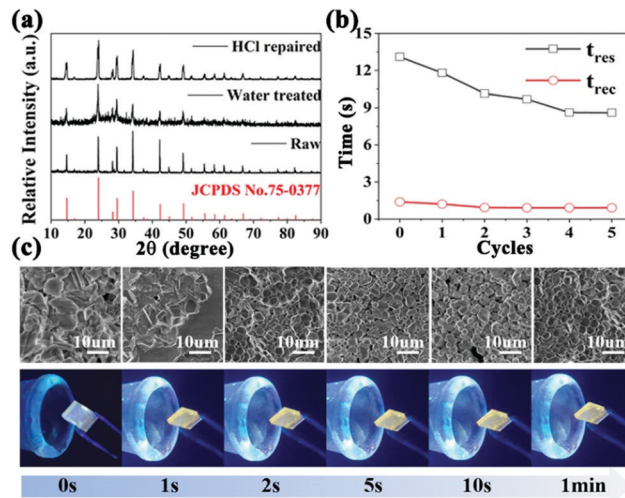 (a)
Relative Intensity (a.u.)
HCl repaired
Water treated
Raw
JCPDS No.75-0377
10 20 30 40 50 60 70 80 90
2θ (degree)
(b)
Time (s)
15
12
9
6
3
0
t_res
t_rec
0 1 2 3 4 5
Cycles
(c)
10um 10um 10um 10um 10um 10um
0s 1s 2s 5s 10s 1min